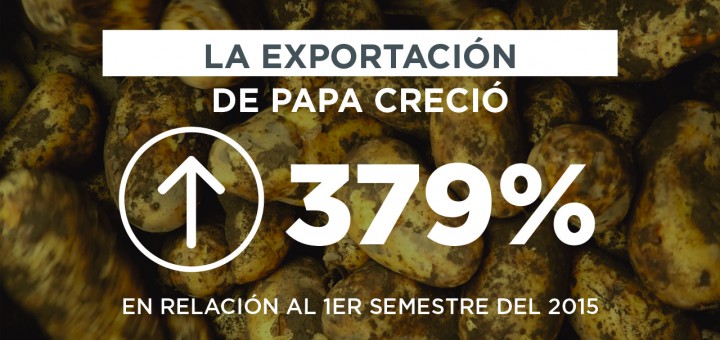 LA EXPORTACIÓN
DE PAPA CRECIÓ
379%
EN RELACIÓN AL 1ER SEMESTRE DEL 2015